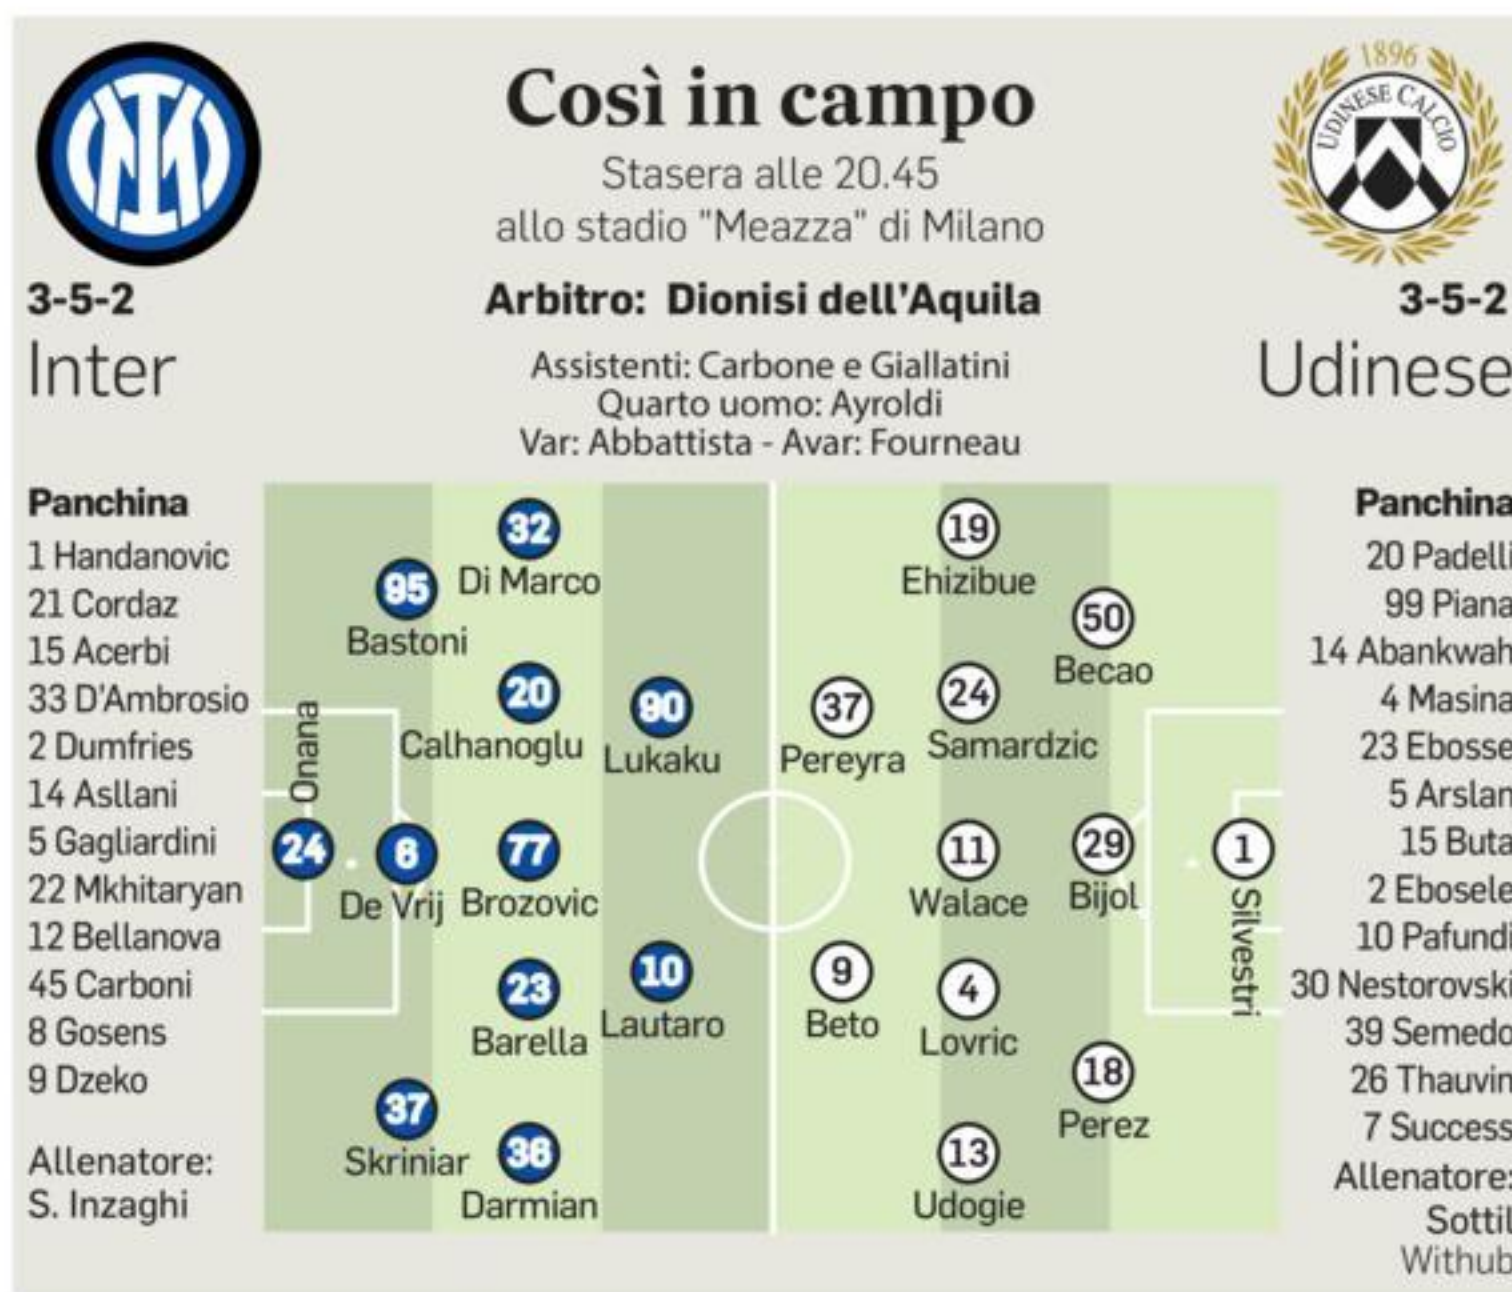 1896
UDINESE CALCIO
Così in campo
Stasera alle 20.45
allo stadio "Meazza" di Milano
3-5-2
Inter
Arbitro: Dionisi dell'Aquila
Assistenti: Carbone e Giallatini
Quarto uomo: Ayroldi
Var: Abbattista - Avar: Fourneau
3-5-2
Udinese
Panchina
1 Handanovic
21 Cordaz
15 Acerbi
33 D'Ambrosio
2 Dumfries
14 Asllani
5 Gagliardini
22 Mkhitaryan
12 Bellanova
45 Carboni
8 Gosens
9 Dzeko
Allenatore:
S. Inzaghi
24
Onana
95
Bastoni
6
De Vrij
37
Skriniar
32
Di Marco
20
Calhanoglu
77
Brozovic
23
Barella
36
Darmian
90
Lukaku
10
Lautaro
37
Pereyra
9
Beto
19
Ehizibue
24
Samardzic
11
Walace
4
Lovric
13
Udogie
50
Becao
29
Bijol
18
Perez
1
Silvestri
Panchina
20 Padelli
99 Piana
14 Abankwah
4 Masina
23 Ebosse
5 Arslan
15 Buta
2 Ebosele
10 Pafundi
30 Nestorovski
39 Semedo
26 Thauvin
7 Success
Allenatore:
Sottil
Withub